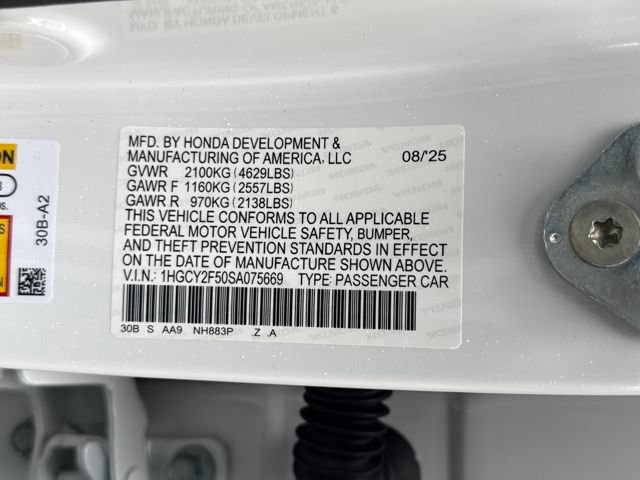 MFD. BY HONDA DEVELOPMENT &
MANUFACTURING OF AMERICA, LLC 08/'25
GVWR 2100KG (4629LBS)
GAWR F 1160KG (2557LBS)
GAWR R 970KG (2138LBS)
THIS VEHICLE CONFORMS TO ALL APPLICABLE
FEDERAL MOTOR VEHICLE SAFETY, BUMPER,
AND THEFT PREVENTION STANDARDS IN EFFECT
ON THE DATE OF MANUFACTURE SHOWN ABOVE.
V.I.N.: 1HGCY2F50SA075669 TYPE: PASSENGER CAR
30B S AA9 NH883P .Z .A
30B-A2